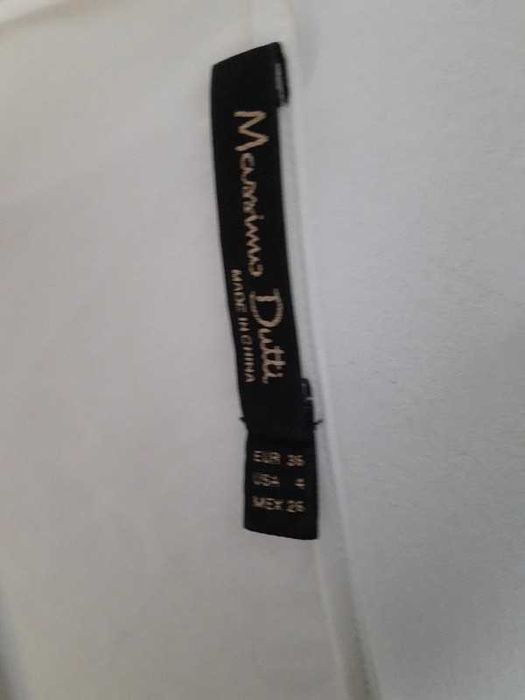 Massimo Dutti
MADE IN CHINA
EUR 36
USA 4
MEX 26